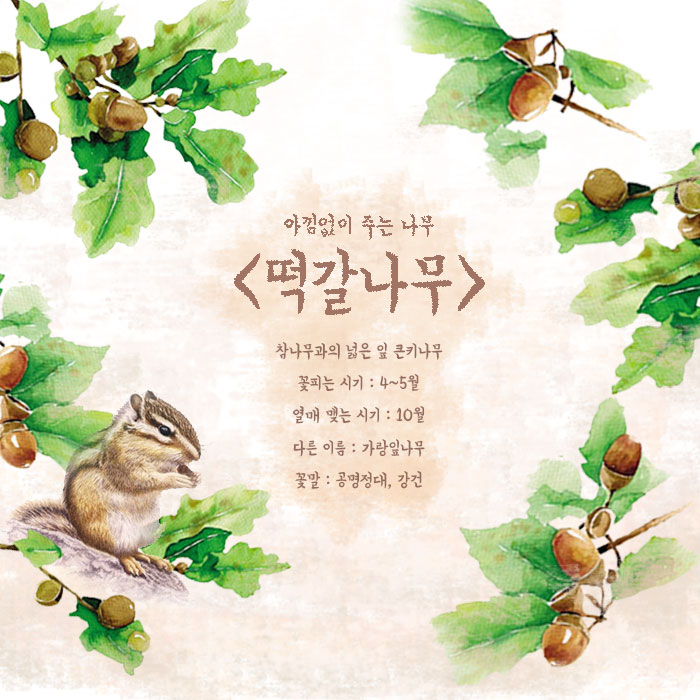 아낌없이 주는 나무
<떡갈나무>
참나무과의 넓은 잎 큰키나무
꽃피는 시기 : 4~5월
열매 맺는 시기 : 10월
다른 이름 : 가랑잎나무
꽃말 : 공명정대, 강건